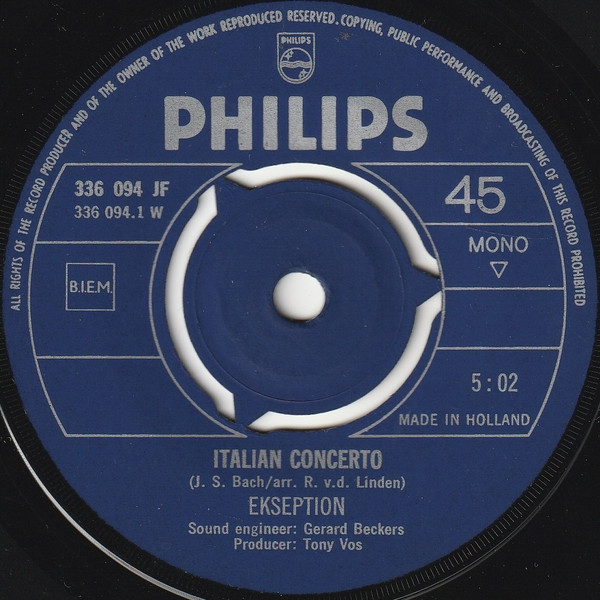 ALL RIGHTS OF THE RECORD PRODUCER AND OF THE OWNER OF THE WORK REPRODUCED RESERVED. COPYING, PUBLIC PERFORMANCE AND BROADCASTING OF THIS RECORD PROHIBITED
PHILIPS
PHILIPS
336 094 JF
336 094.1 W
45
MONO
B.I.E.M.
5:02
MADE IN HOLLAND
ITALIAN CONCERTO
(J. S. Bach/arr. R. v.d. Linden)
EKSEPTION
Sound engineer: Gerard Beckers
Producer: Tony Vos